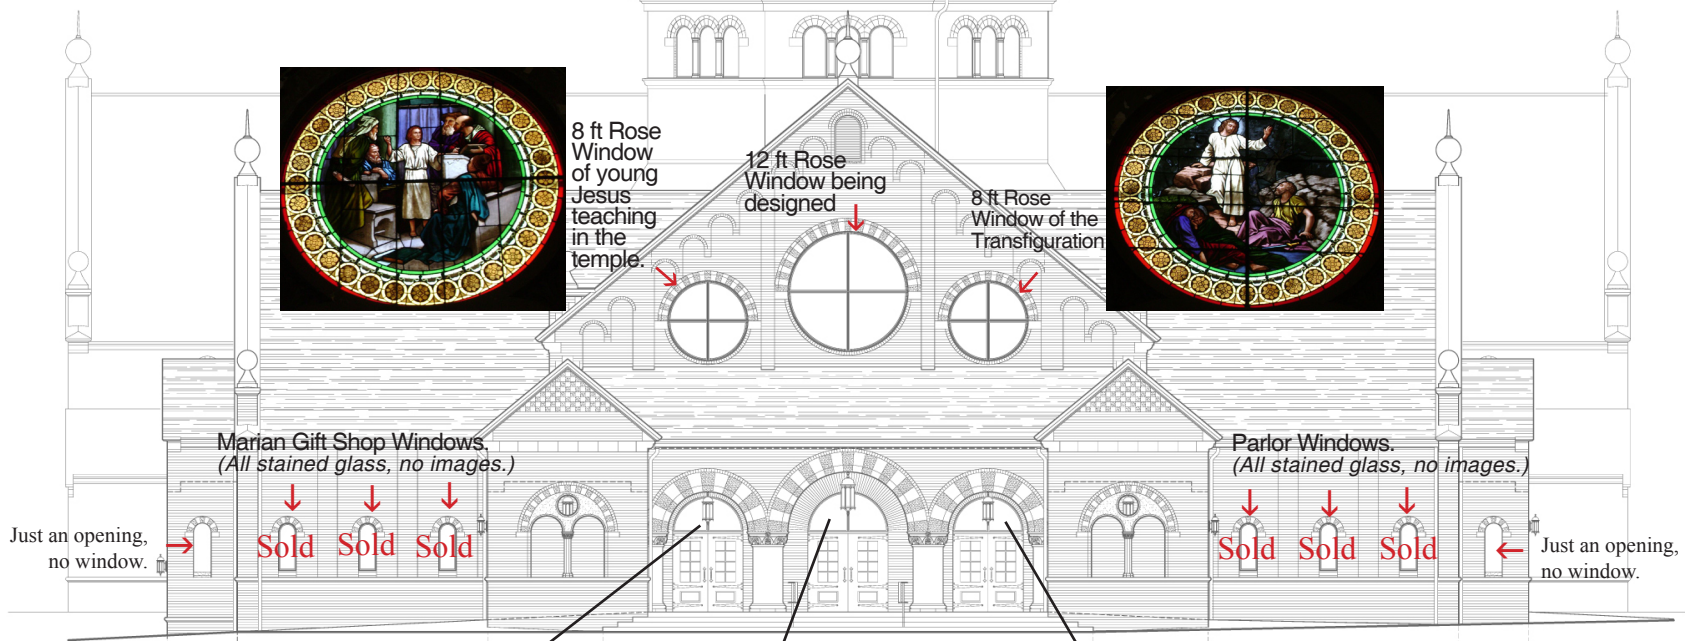 8 ft Rose
Window
of young
Jesus
teaching
in the
temple.
12 ft Rose
Window being
designed
8 ft Rose
Window of the
Transfiguration
Marian Gift Shop Windows.
(All stained glass, no images.)
Parlor Windows.
(All stained glass, no images.)
Just an opening,
no window.
Sold
Sold
Sold
Sold
Sold
Sold
Just an opening,
no window.